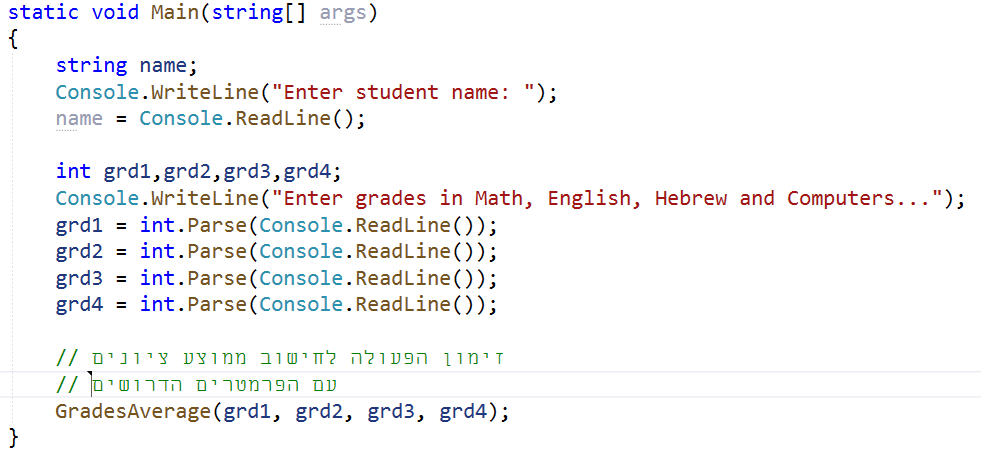 static void Main(string[] args)
{
string name;
Console.WriteLine("Enter student name: ");
name = Console.ReadLine();
int grd1,grd2,grd3,grd4;
Console.WriteLine("Enter grades in Math, English, Hebrew and Computers...");
grd1 = int.Parse(Console.ReadLine());
grd2 = int.Parse(Console.ReadLine());
grd3 = int.Parse(Console.ReadLine());
grd4 = int.Parse(Console.ReadLine());
// זימון הפעולה לחישוב ממוצע ציונים
// עם הפרמטרים הדרושים
GradesAverage(grd1, grd2, grd3, grd4);
}